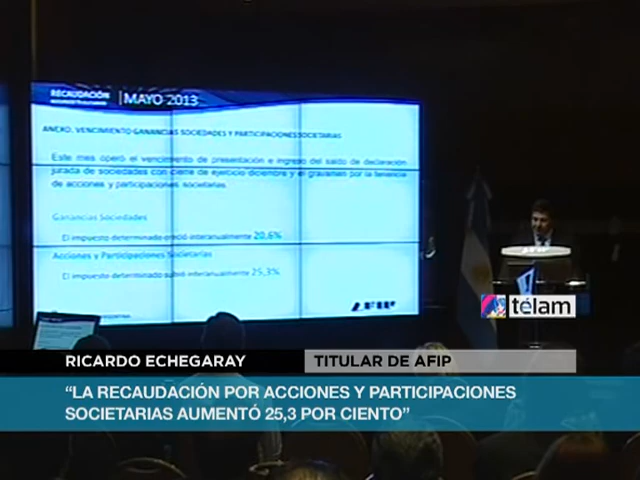 RECAUDACIÓN
MAYO 2013
ANEXO. VENCIMIENTO GANANCIAS SOCIEDADES Y PARTICIPACIONES SOCIETARIAS
Este mes operó el vencimiento de presentación e ingreso del saldo de declaración
jurada de sociedades con cierre de ejercicio diciembre y el gravamen por la tenencia
de acciones y participaciones societarias.
Ganancias Sociedades
El impuesto determinado creció interanualmente 20,6%
Acciones y Participaciones Societarias
El impuesto determinado subió interanualmente 25,3%
AFIP
télam
RICARDO ECHEGARAY
TITULAR DE AFIP
“LA RECAUDACIÓN POR ACCIONES Y PARTICIPACIONES
SOCIETARIAS AUMENTÓ 25,3 POR CIENTO”